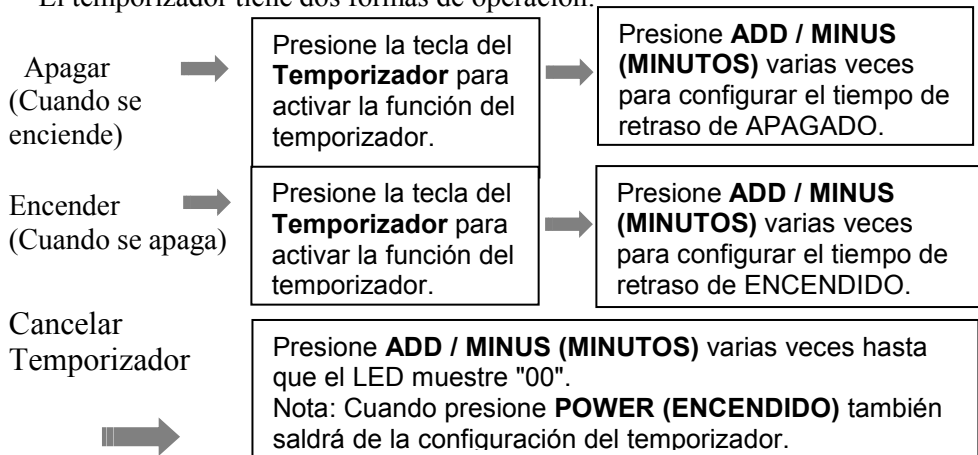 El temporizador tiene dos formas de operación:
Apagar
(Cuando se
enciende)
Presione la tecla del
Temporizador para
activar la función del
temporizador.
Presione ADD / MINUS
(MINUTOS) varias veces
para configurar el tiempo de
retraso de APAGADO.
Encender
(Cuando se apaga)
Presione la tecla del
Temporizador para
activar la función del
temporizador.
Presione ADD / MINUS
(MINUTOS) varias veces
para configurar el tiempo de
retraso de ENCENDIDO.
Cancelar
Temporizador
Presione ADD / MINUS (MINUTOS) varias veces hasta
que el LED muestre "00".
Nota: Cuando presione POWER (ENCENDIDO) también
saldrá de la configuración del temporizador.